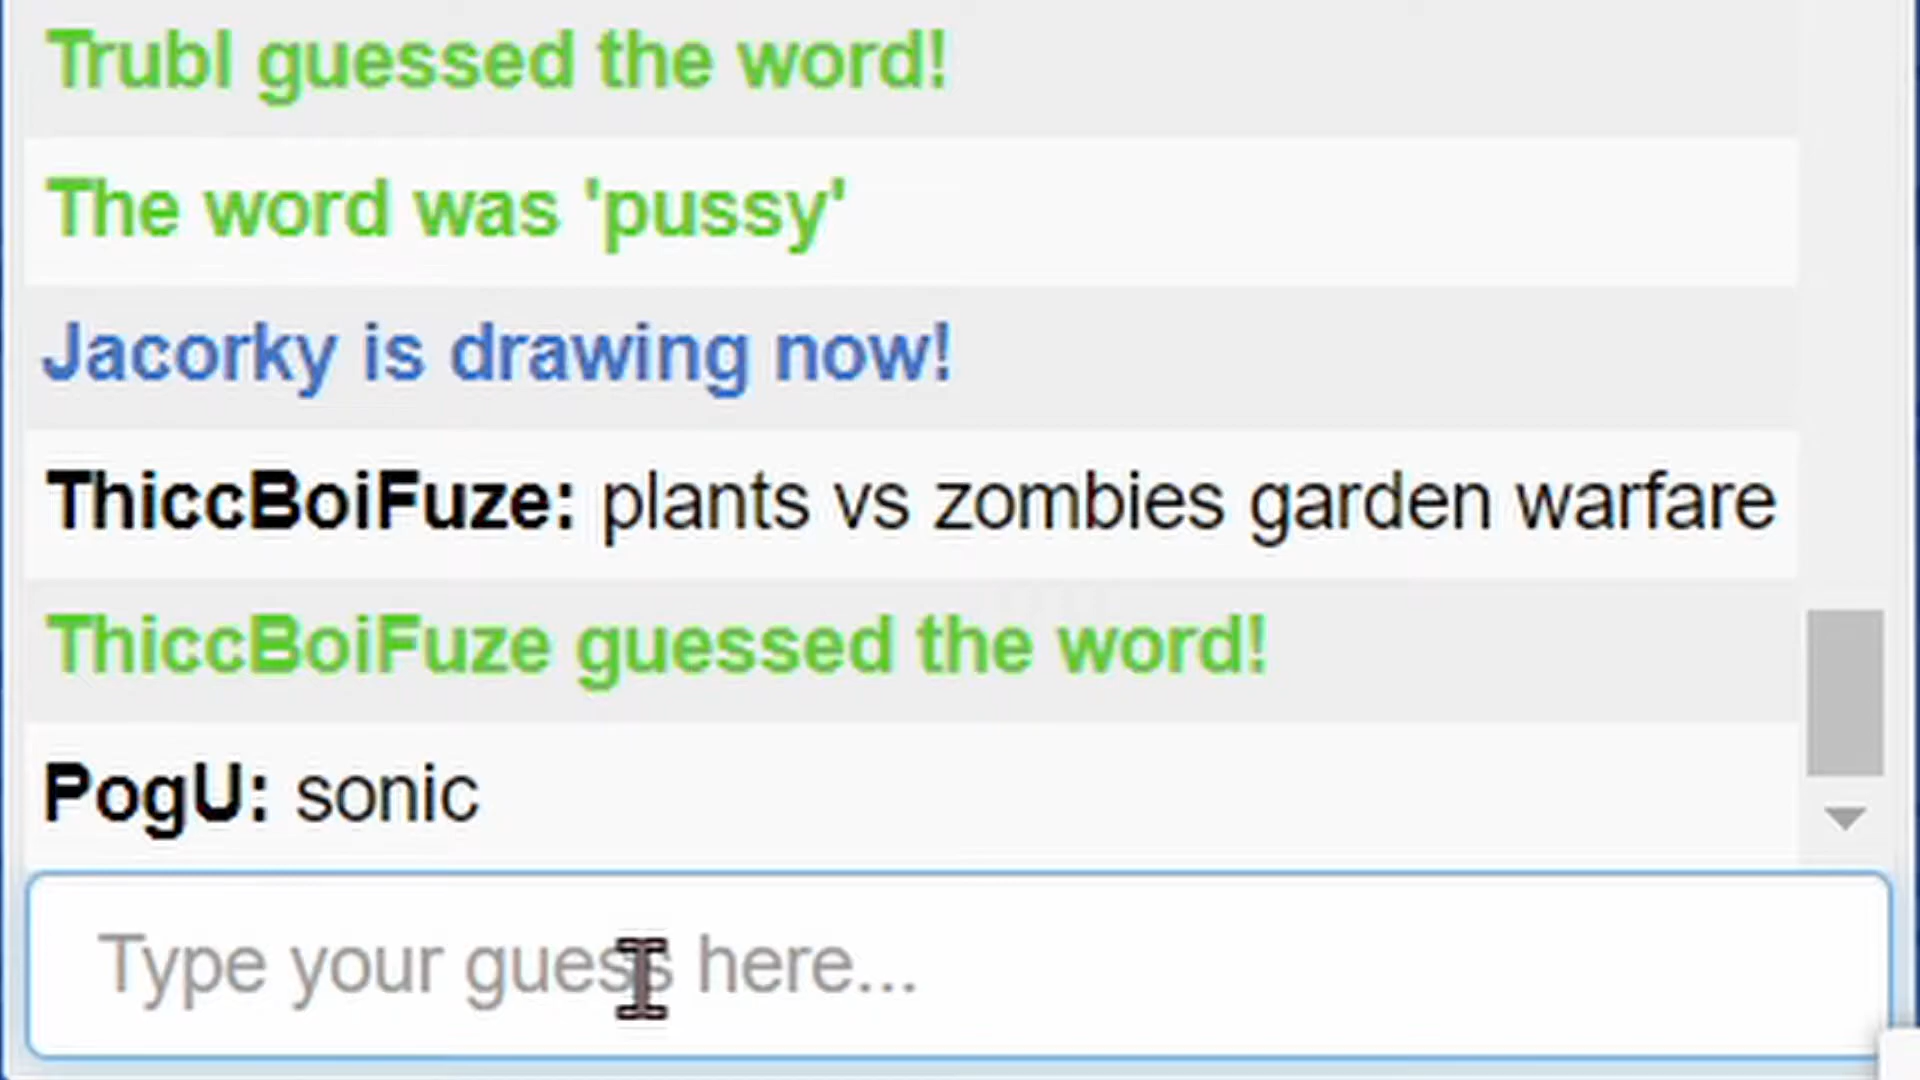 Trubl guessed the word!
The word was 'pussy'
Jacorky is drawing now!
ThiccBoiFuze: plants vs zombies garden warfare
ThiccBoiFuze guessed the word!
PogU: sonic
Type your guess here...